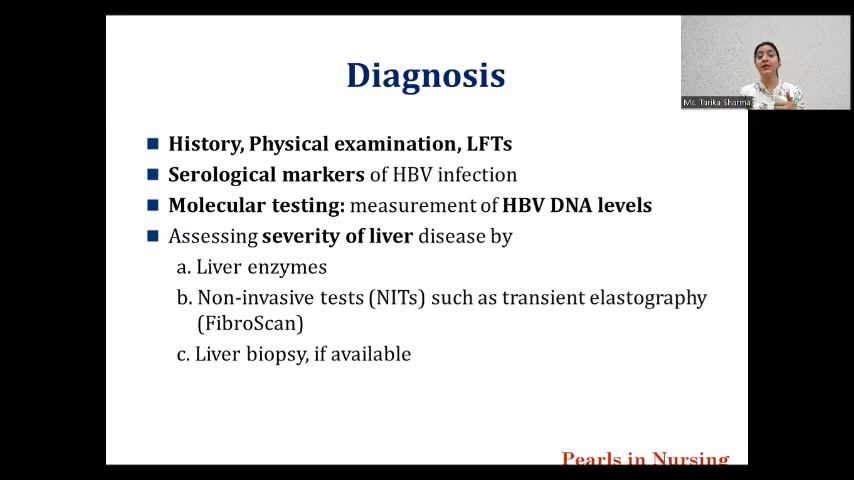 Diagnosis
Ms. Tarika Sharma
■ History, Physical examination, LFTs
■ Serological markers of HBV infection
■ Molecular testing: measurement of HBV DNA levels
■ Assessing severity of liver disease by
a. Liver enzymes
b. Non-invasive tests (NITs) such as transient elastography
(FibroScan)
c. Liver biopsy, if available
Pearls in Nursing